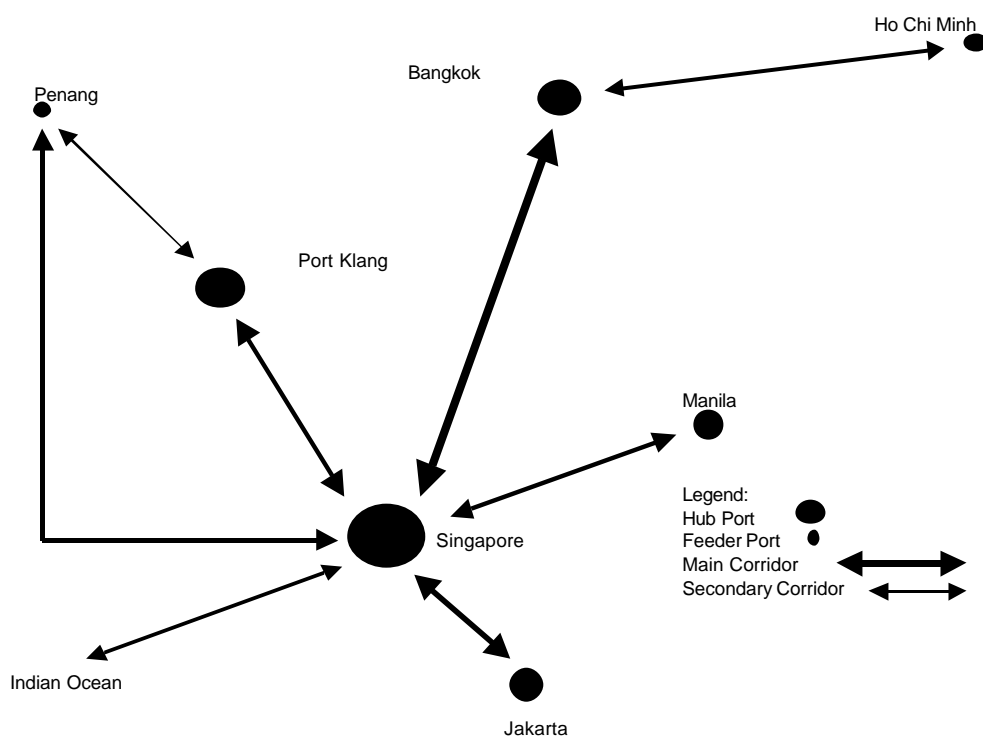 Ho Chi Minh
Bangkok
Penang
Port Klang
Manila
Legend:
Hub Port
Feeder Port
Main Corridor
Secondary Corridor
Singapore
Indian Ocean
Jakarta